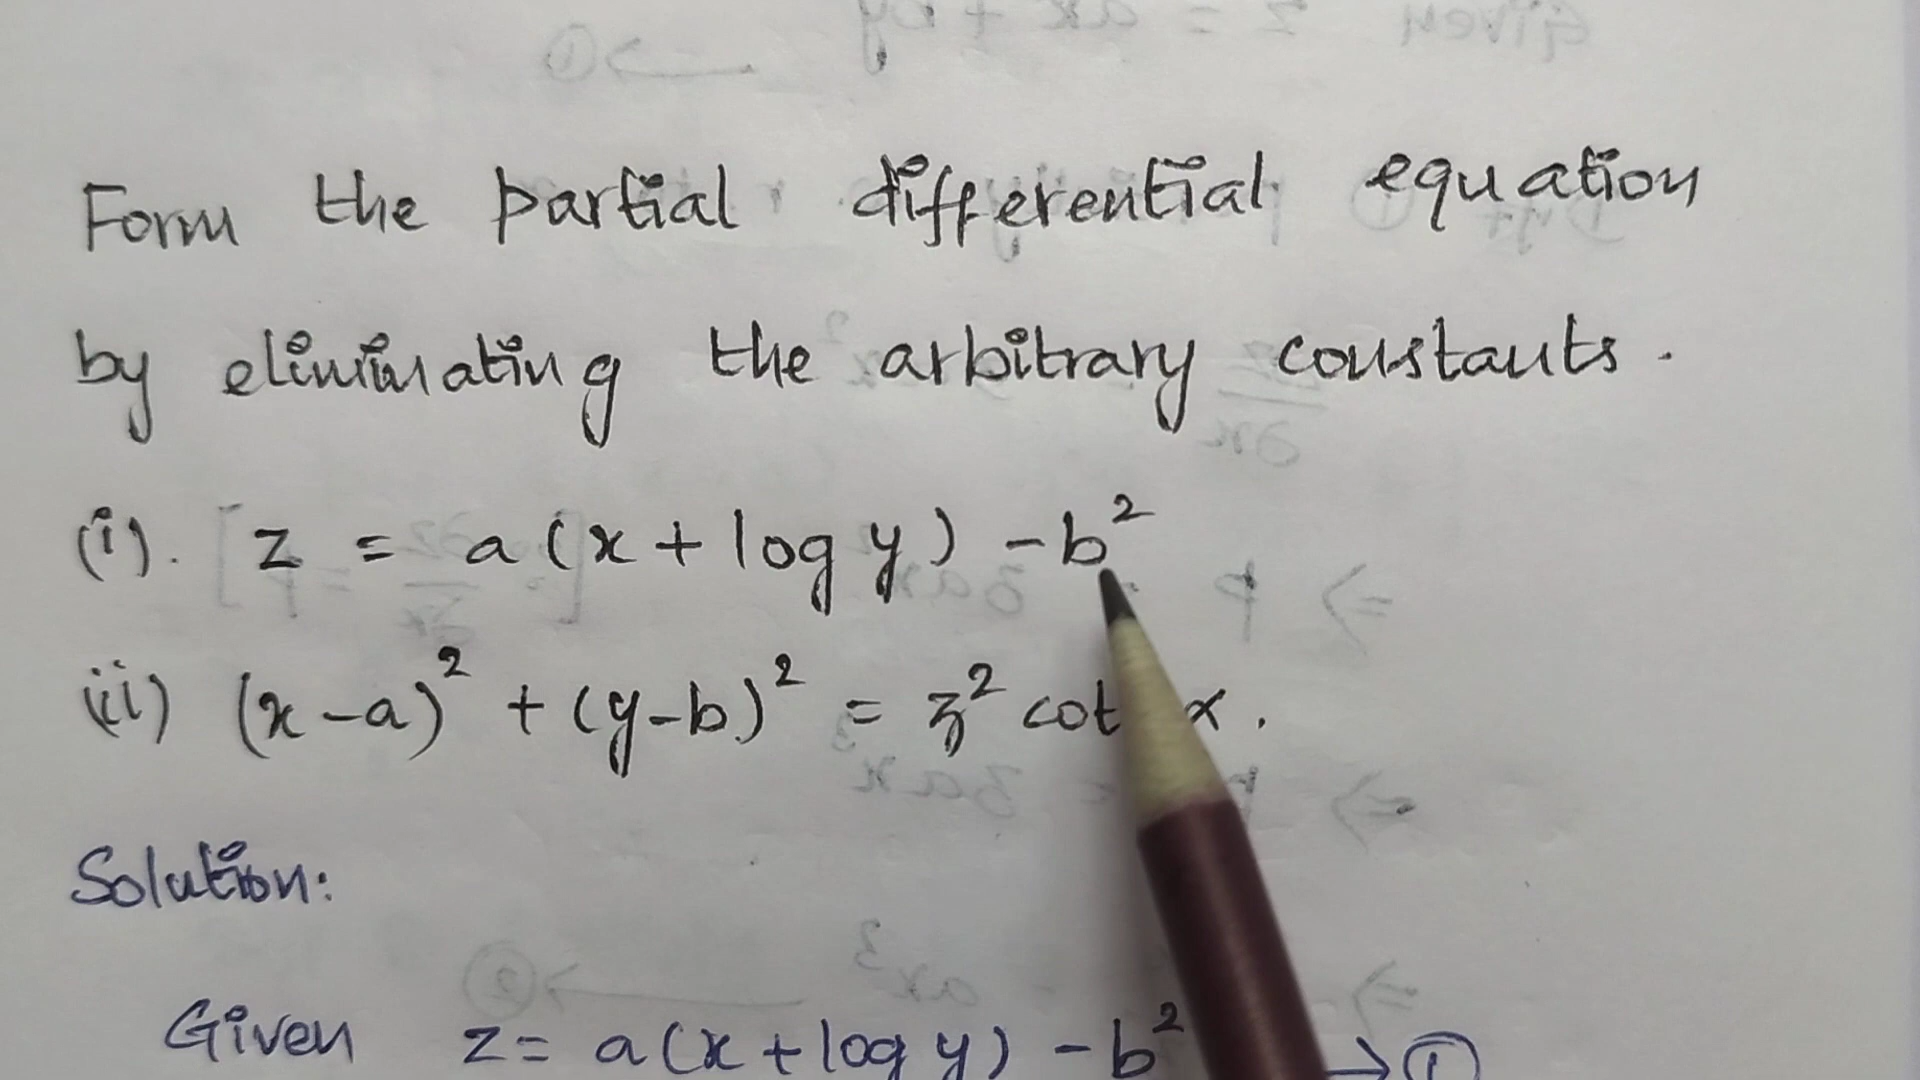 Form the partial differential equation
by eliminating the arbitrary constants.
(i). z = a(x + log y) - b²
(ii) (x-a)² + (y-b)² = z² cot x.
Solution:
Given z = a(x + log y) - b² → ①